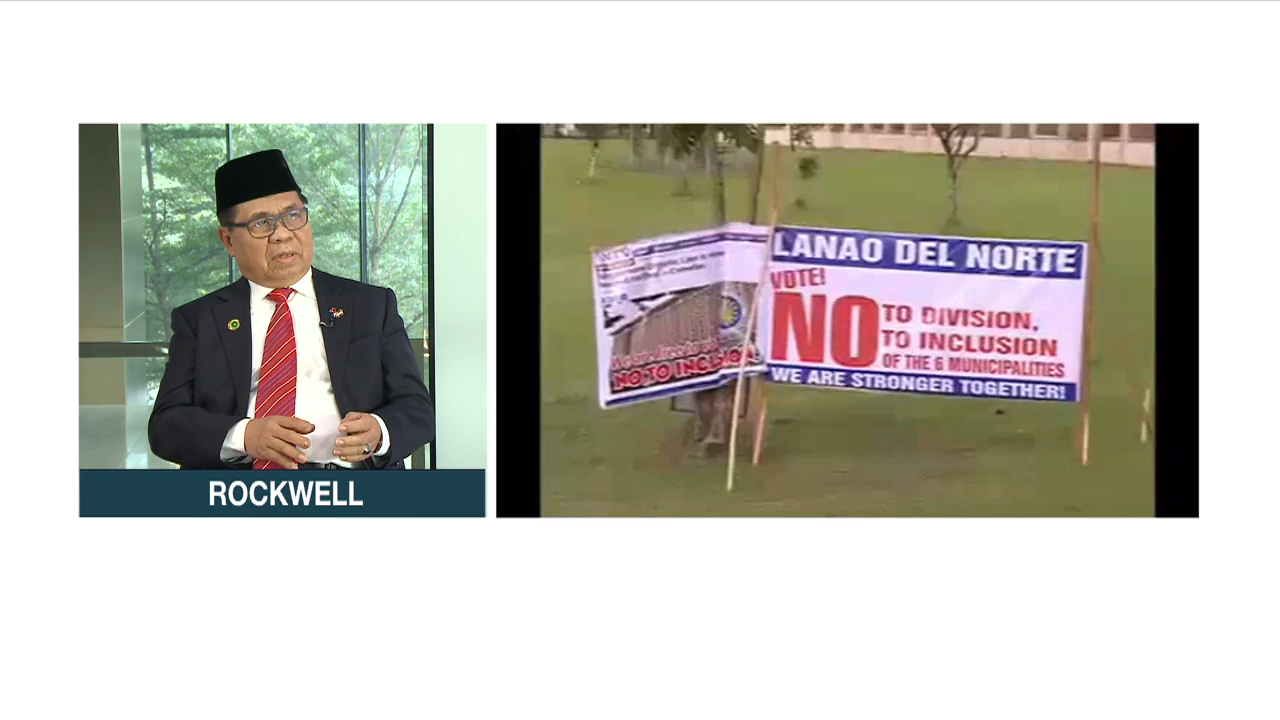 ROCKWELL
NO TO INCLUSION
LANAO DEL NORTE
VOTE!
NO TO DIVISION,
TO INCLUSION
OF THE 6 MUNICIPALITIES
WE ARE STRONGER TOGETHER!